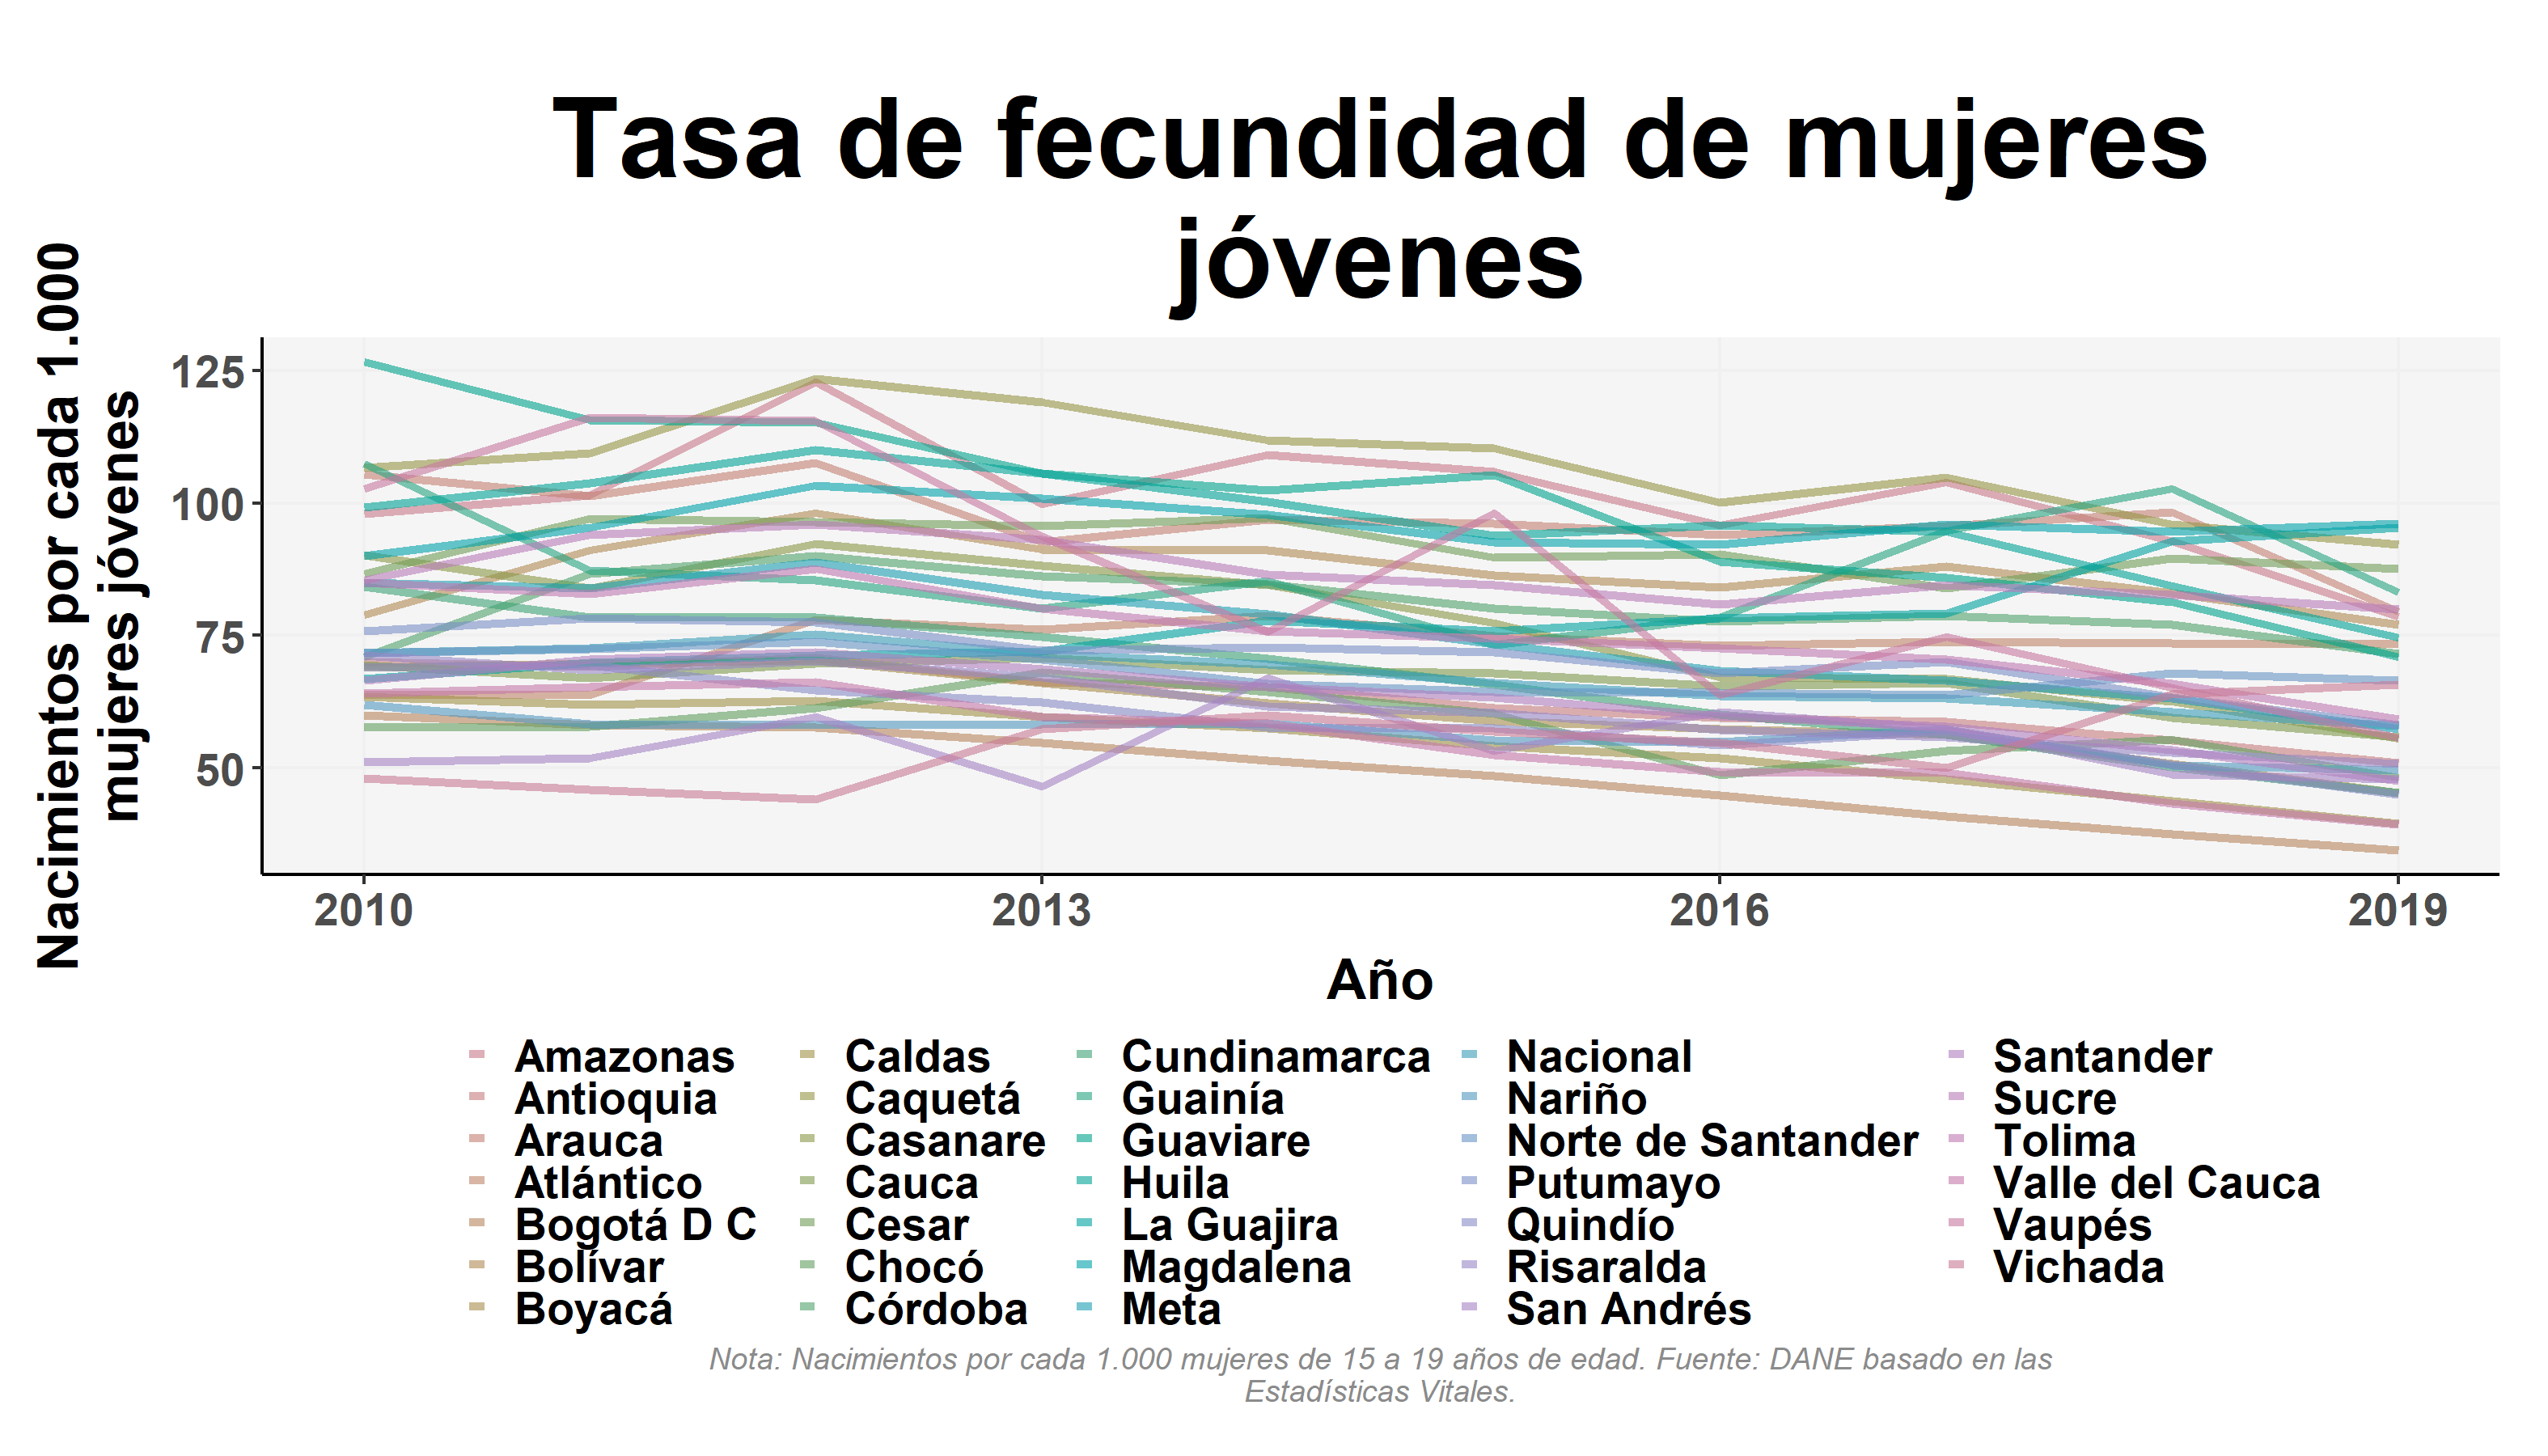 Tasa de fecundidad de mujeres
jóvenes
Nacimientos por cada 1.000
mujeres jóvenes
125
100
75
50
2010 2013 2016 2019
Año
Amazonas Caldas Cundinamarca Nacional Santander
Antioquia Caquetá Guainía Nariño Sucre
Arauca Casanare Guaviare Norte de Santander Tolima
Atlántico Cauca Huila Putumayo Valle del Cauca
Bogotá D C Cesar La Guajira Quindío Vaupés
Bolívar Chocó Magdalena Risaralda Vichada
Boyacá Córdoba Meta San Andrés
Nota: Nacimientos por cada 1.000 mujeres de 15 a 19 años de edad. Fuente: DANE basado en las
Estadísticas Vitales.